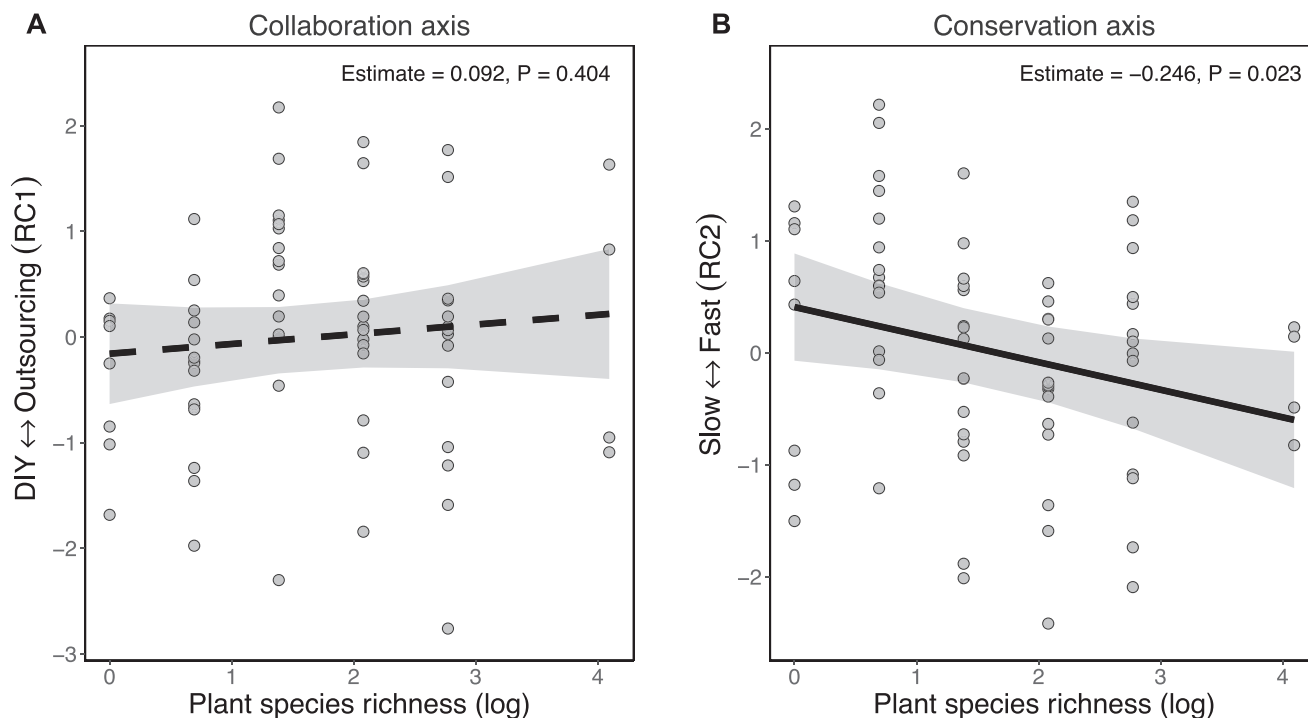 A
Collaboration axis
Estimate = 0.092, P = 0.404
DIY ↔ Outsourcing (RC1)
2
1
0
−1
−2
−3
0 1 2 3 4
Plant species richness (log)
B
Conservation axis
Estimate = −0.246, P = 0.023
Slow ↔ Fast (RC2)
2
1
0
−1
−2
0 1 2 3 4
Plant species richness (log)